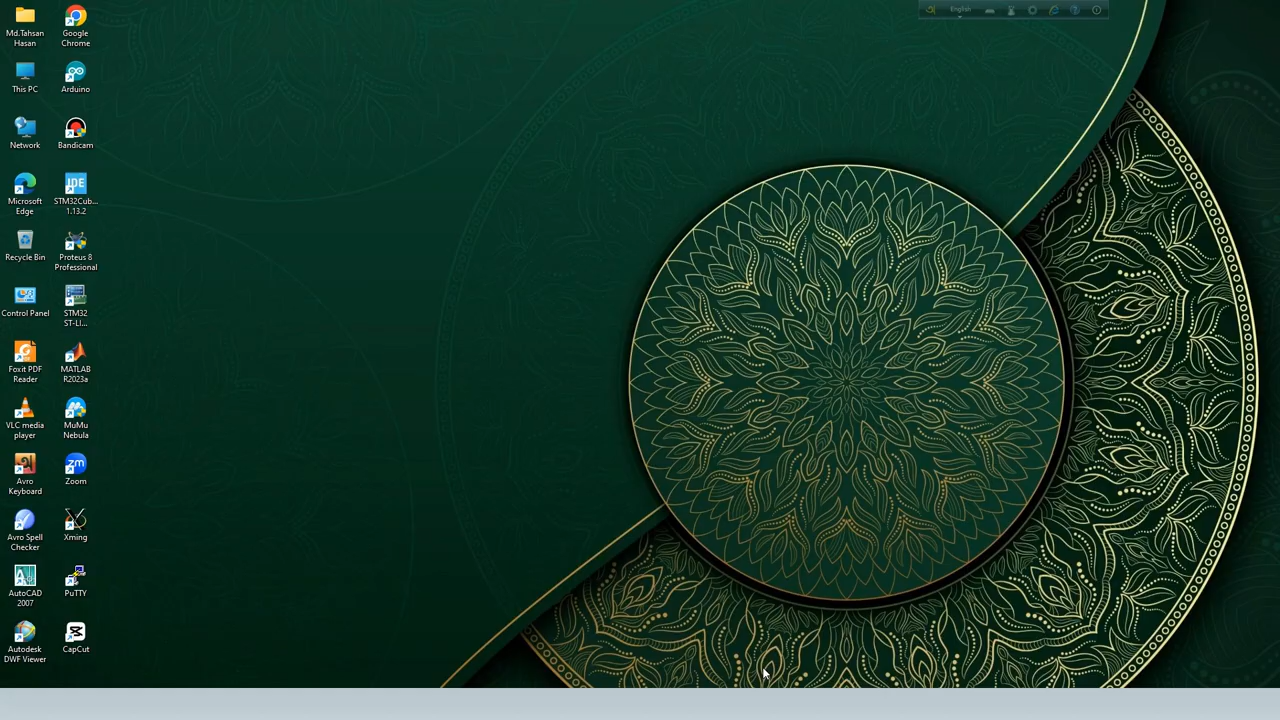 Md.Tahsan
Hasan
Google
Chrome
This PC
Arduino
Network
Bandicam
Microsoft
Edge
STM32Cub...
1.13.2
Recycle Bin
Proteus 8
Professional
Control Panel
STM32
ST-LI...
Foxit PDF
Reader
MATLAB
R2023a
VLC media
player
MuMu
Nebula
Avro
Keyboard
Zoom
Avro Spell
Checker
Xming
AutoCAD
2007
PuTTY
Autodesk
DWF Viewer
CapCut
English
IDE
zm